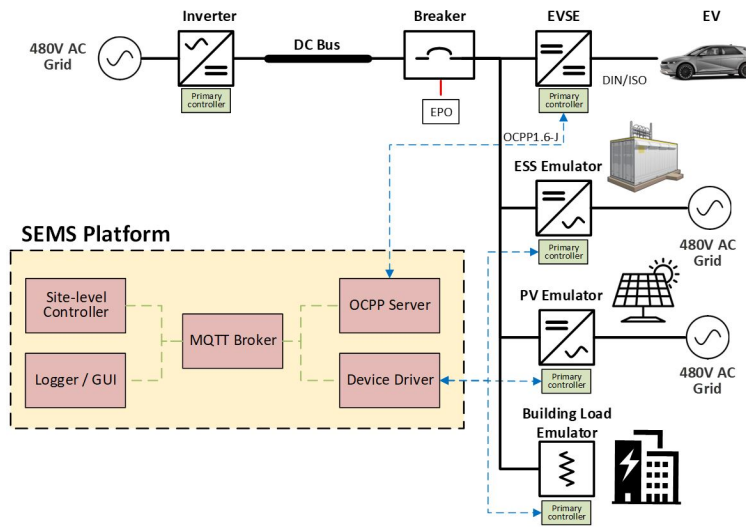 Inverter
Breaker
EVSE
EV
480V AC
Grid
DC Bus
DIN/ISO
Primary
controller
EPO
Primary
controller
OCPP1.6-J
ESS Emulator
Primary
controller
480V AC
Grid
SEMS Platform
Site-level
Controller
OCPP Server
MQTT Broker
Logger / GUI
Device Driver
PV Emulator
Primary
controller
480V AC
Grid
Building Load
Emulator
Primary
controller